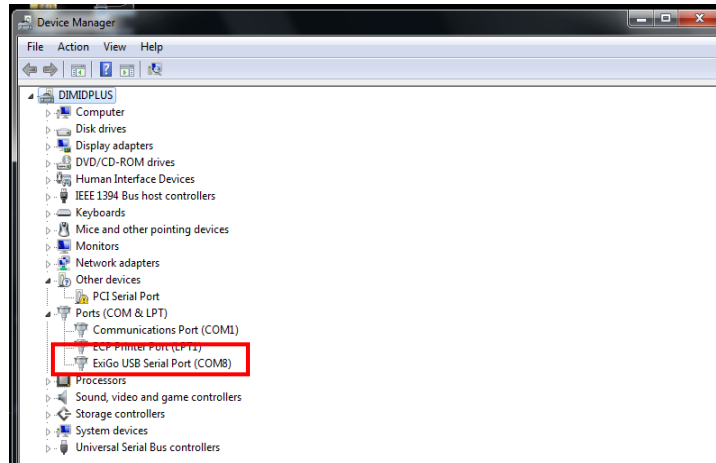 Device Manager
File Action View Help
DIMIDPLUS
Computer
Disk drives
Display adapters
DVD/CD-ROM drives
Human Interface Devices
IEEE 1394 Bus host controllers
Keyboards
Mice and other pointing devices
Monitors
Network adapters
Other devices
PCI Serial Port
Ports (COM & LPT)
Communications Port (COM1)
ECP Printer Port (LPT1)
ExiGo USB Serial Port (COM8)
Processors
Sound, video and game controllers
Storage controllers
System devices
Universal Serial Bus controllers